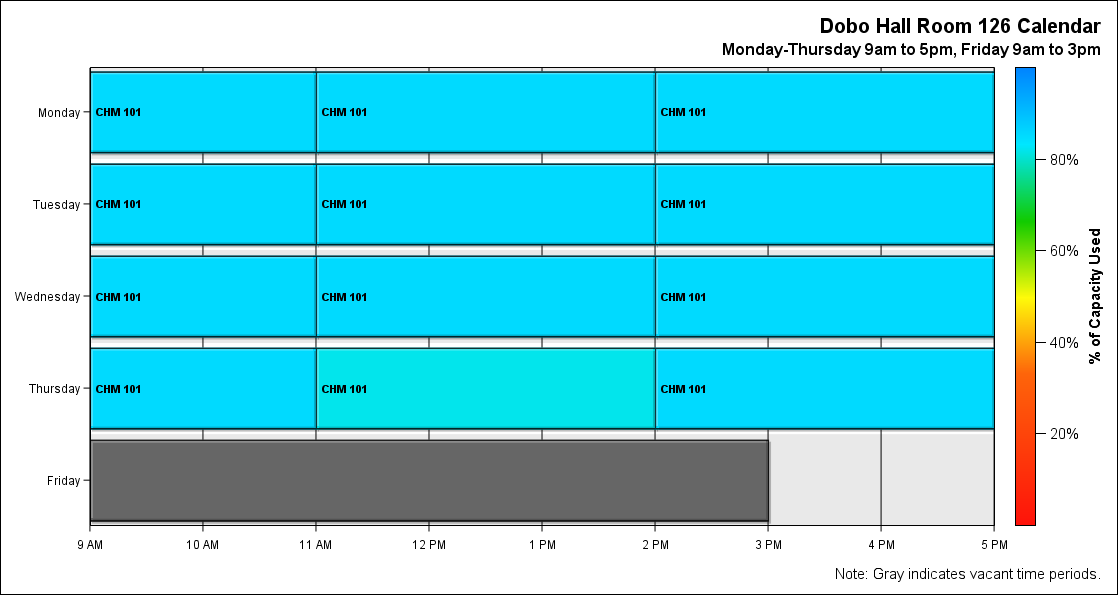 Dobo Hall Room 126 Calendar
Monday-Thursday 9am to 5pm, Friday 9am to 3pm
Monday
CHM 101
CHM 101
CHM 101
Tuesday
CHM 101
CHM 101
CHM 101
Wednesday
CHM 101
CHM 101
CHM 101
Thursday
CHM 101
CHM 101
CHM 101
Friday
9 AM
10 AM
11 AM
12 PM
1 PM
2 PM
3 PM
4 PM
5 PM
80%
60%
40%
20%
% of Capacity Used
Note: Gray indicates vacant time periods.